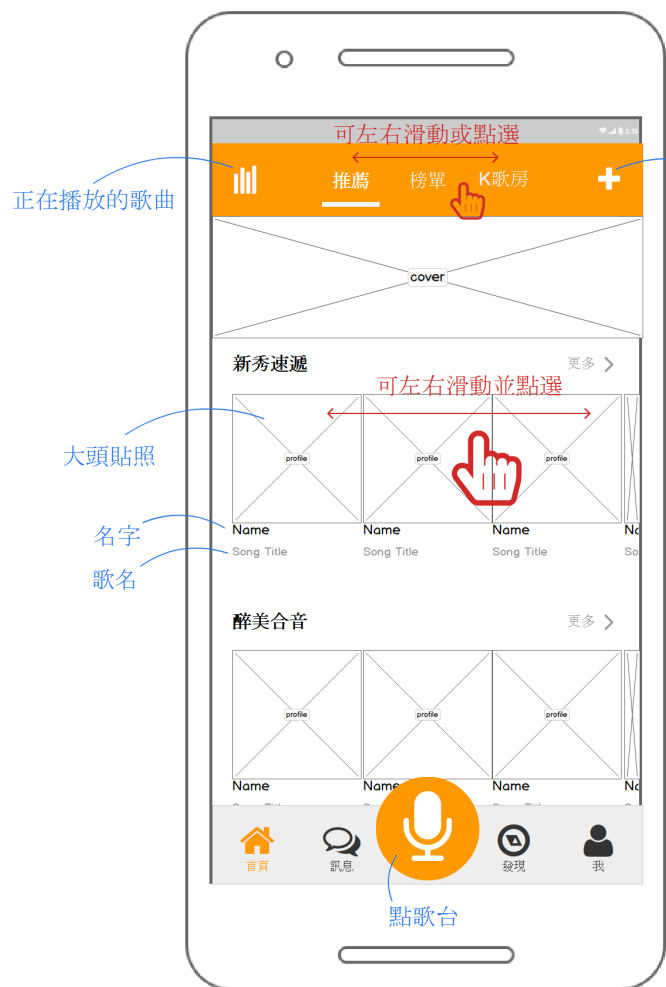 可左右滑動或點選
正在播放的歌曲
推薦 榜單 K歌房
cover
新秀速遞 更多
可左右滑動並點選
大頭貼照
profile profile profile
名字
Name Name Name
歌名
Song Title Song Title Song Title
醉美合音 更多
profile profile profile
Name Name Name
首頁 訊息 發現 我
點歌台